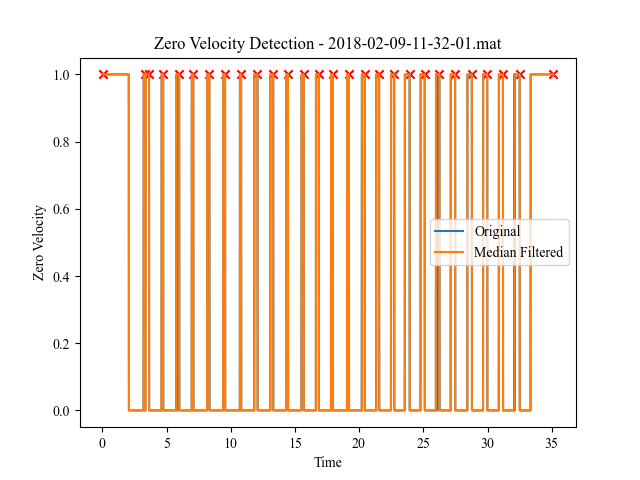 Zero Velocity Detection - 2018-02-09-11-32-01.mat
1.0
0.8
0.6
0.4
0.2
0.0
Zero Velocity
Original
Median Filtered
0
5
10
15
20
25
30
35
Time